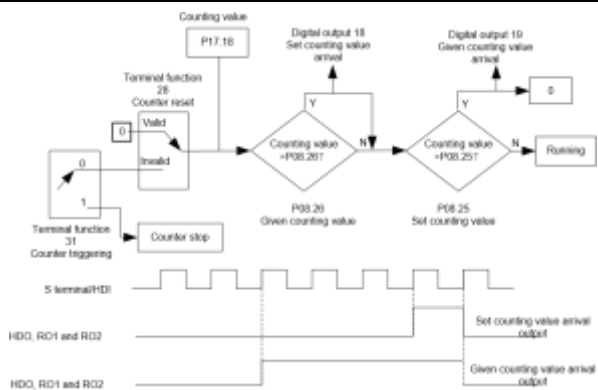 Counting value
P17.18
Digital output 18
Set counting value
arrival
Digital output 19
Given counting value
arrival
Terminal function
28
Counter reset
0
Valid
Invalid
Y
Y
0
Counting value
=P08.26?
N
Counting value
=P08.25?
N
Running
0
1
P08.26
Given counting value
P08.25
Set counting value
Terminal function
31
Counter triggering
Counter stop
S terminal/HDI
HDO, RO1 and RO2
Set counting value arrival
output
HDO, RO1 and RO2
Given counting value arrival
output